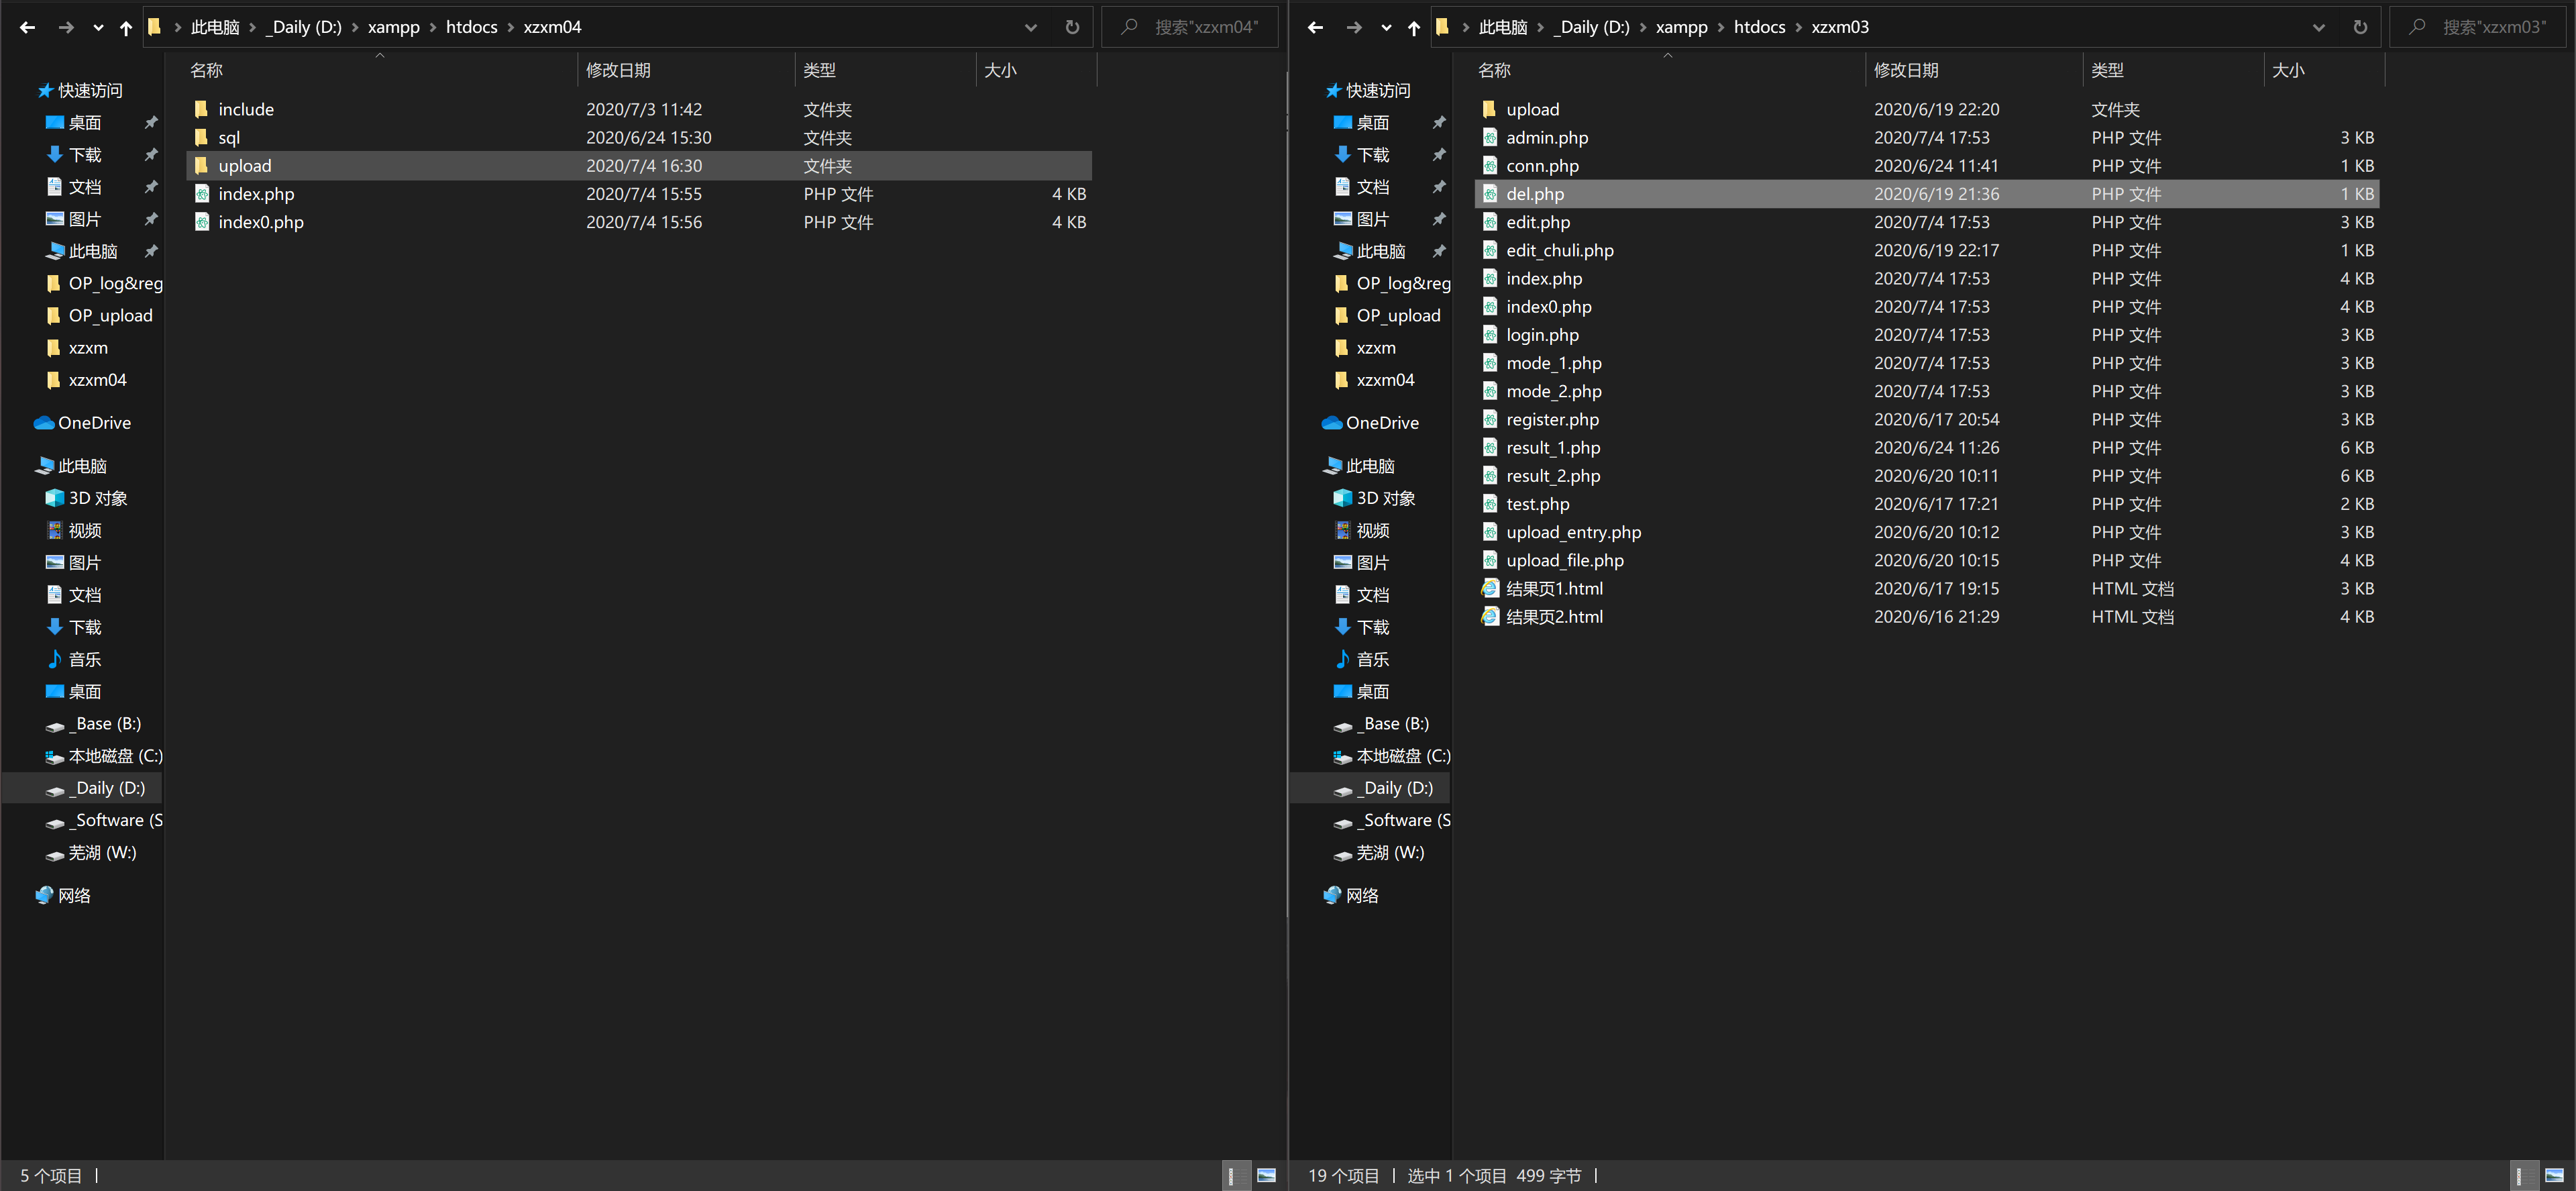 此电脑 _Daily (D:) xampp htdocs xzxm04
搜索"xzxm04"
名称 修改日期 类型 大小
快速访问
桌面
下载
文档
图片
此电脑
OP_log&reg
OP_upload
xzxm
xzxm04
OneDrive
此电脑
3D 对象
视频
图片
文档
下载
音乐
桌面
_Base (B:)
本地磁盘 (C:)
_Daily (D:)
_Software (S
芜湖 (W:)
网络
include 2020/7/3 11:42 文件夹
sql 2020/6/24 15:30 文件夹
upload 2020/7/4 16:30 文件夹
index.php 2020/7/4 15:55 PHP 文件 4 KB
index0.php 2020/7/4 15:56 PHP 文件 4 KB
5 个项目
此电脑 _Daily (D:) xampp htdocs xzxm03
搜索"xzxm03"
名称 修改日期 类型 大小
快速访问
桌面
下载
文档
图片
此电脑
OP_log&reg
OP_upload
xzxm
xzxm04
OneDrive
此电脑
3D 对象
视频
图片
文档
下载
音乐
桌面
_Base (B:)
本地磁盘 (C:)
_Daily (D:)
_Software (S
芜湖 (W:)
网络
upload 2020/6/19 22:20 文件夹
admin.php 2020/7/4 17:53 PHP 文件 3 KB
conn.php 2020/6/24 11:41 PHP 文件 1 KB
del.php 2020/6/19 21:36 PHP 文件 1 KB
edit.php 2020/7/4 17:53 PHP 文件 3 KB
edit_chuli.php 2020/6/19 22:17 PHP 文件 1 KB
index.php 2020/7/4 17:53 PHP 文件 4 KB
index0.php 2020/7/4 17:53 PHP 文件 4 KB
login.php 2020/7/4 17:53 PHP 文件 3 KB
mode_1.php 2020/7/4 17:53 PHP 文件 3 KB
mode_2.php 2020/7/4 17:53 PHP 文件 3 KB
register.php 2020/6/17 20:54 PHP 文件 3 KB
result_1.php 2020/6/24 11:26 PHP 文件 6 KB
result_2.php 2020/6/20 10:11 PHP 文件 6 KB
test.php 2020/6/17 17:21 PHP 文件 2 KB
upload_entry.php 2020/6/20 10:12 PHP 文件 3 KB
upload_file.php 2020/6/20 10:15 PHP 文件 4 KB
结果页1.html 2020/6/17 19:15 HTML 文档 3 KB
结果页2.html 2020/6/16 21:29 HTML 文档 4 KB
19 个项目 选中 1 个项目 499 字节